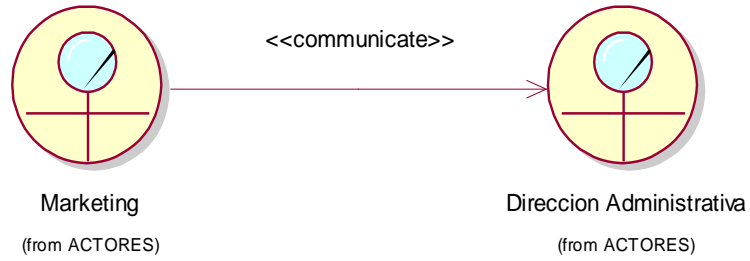 <<communicate>>
Marketing
Direccion Administrativa
(from ACTORES)
(from ACTORES)